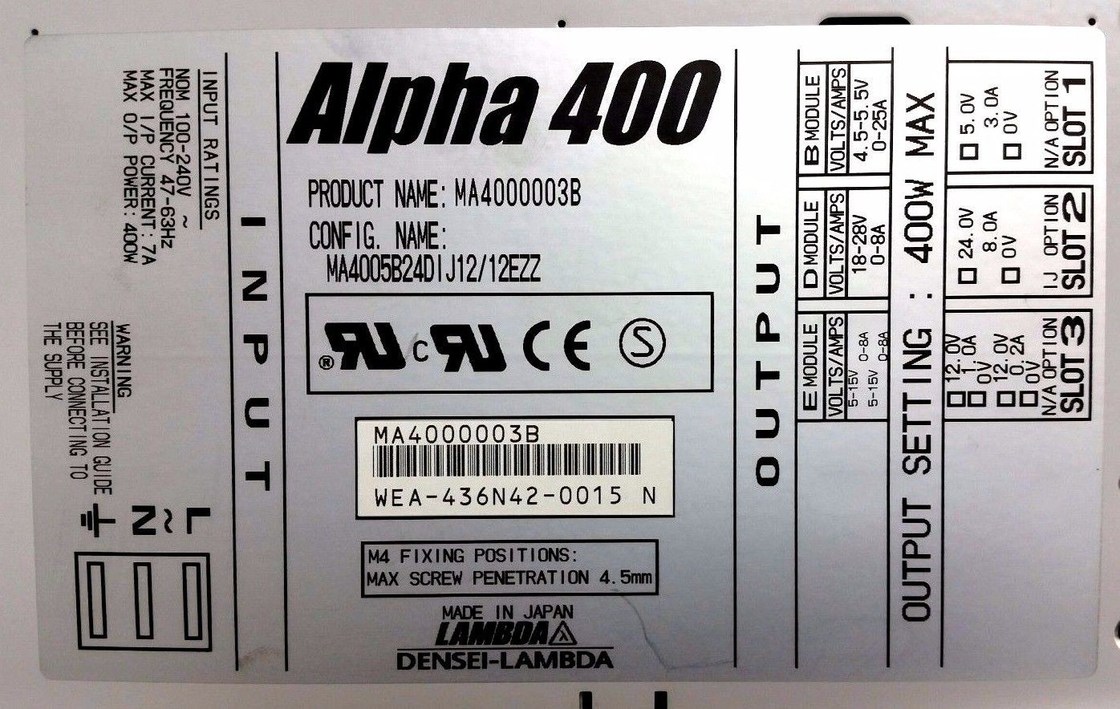 INPUT RATINGS
NOM 100-240V ~
FREQUENCY 47-63Hz
MAX I/P CURRENT: 7A
MAX O/P POWER: 400W
WARNING
SEE INSTALLATION GUIDE
BEFORE CONNECTING TO
THE SUPPLY
L
~
N
INPUT
Alpha 400
PRODUCT NAME: MA4000003B
CONFIG. NAME:
MA4005B24DIJ12/12EZZ
® RU c RU CE S
MA4000003B
WEA-436N42-0015 N
M4 FIXING POSITIONS:
MAX SCREW PENETRATION 4.5mm
MADE IN JAPAN
LAMBDA λ
DENSEI-LAMBDA
OUTPUT
B MODULE
VOLTS/AMPS
4.5-5.5V
0-25A
D MODULE
VOLTS/AMPS
18-28V
0-8A
E MODULE
VOLTS/AMPS
5-15V 0-8A
5-15V 0-8A
OUTPUT SETTING : 400W MAX
5.0V
3.0A
0V
N/A OPTION
SLOT 1
24.0V
8.0A
0V
IJ OPTION
SLOT 2
12.0V
1.0A
0V
12.0V
0.2A
0V
N/A OPTION
SLOT 3